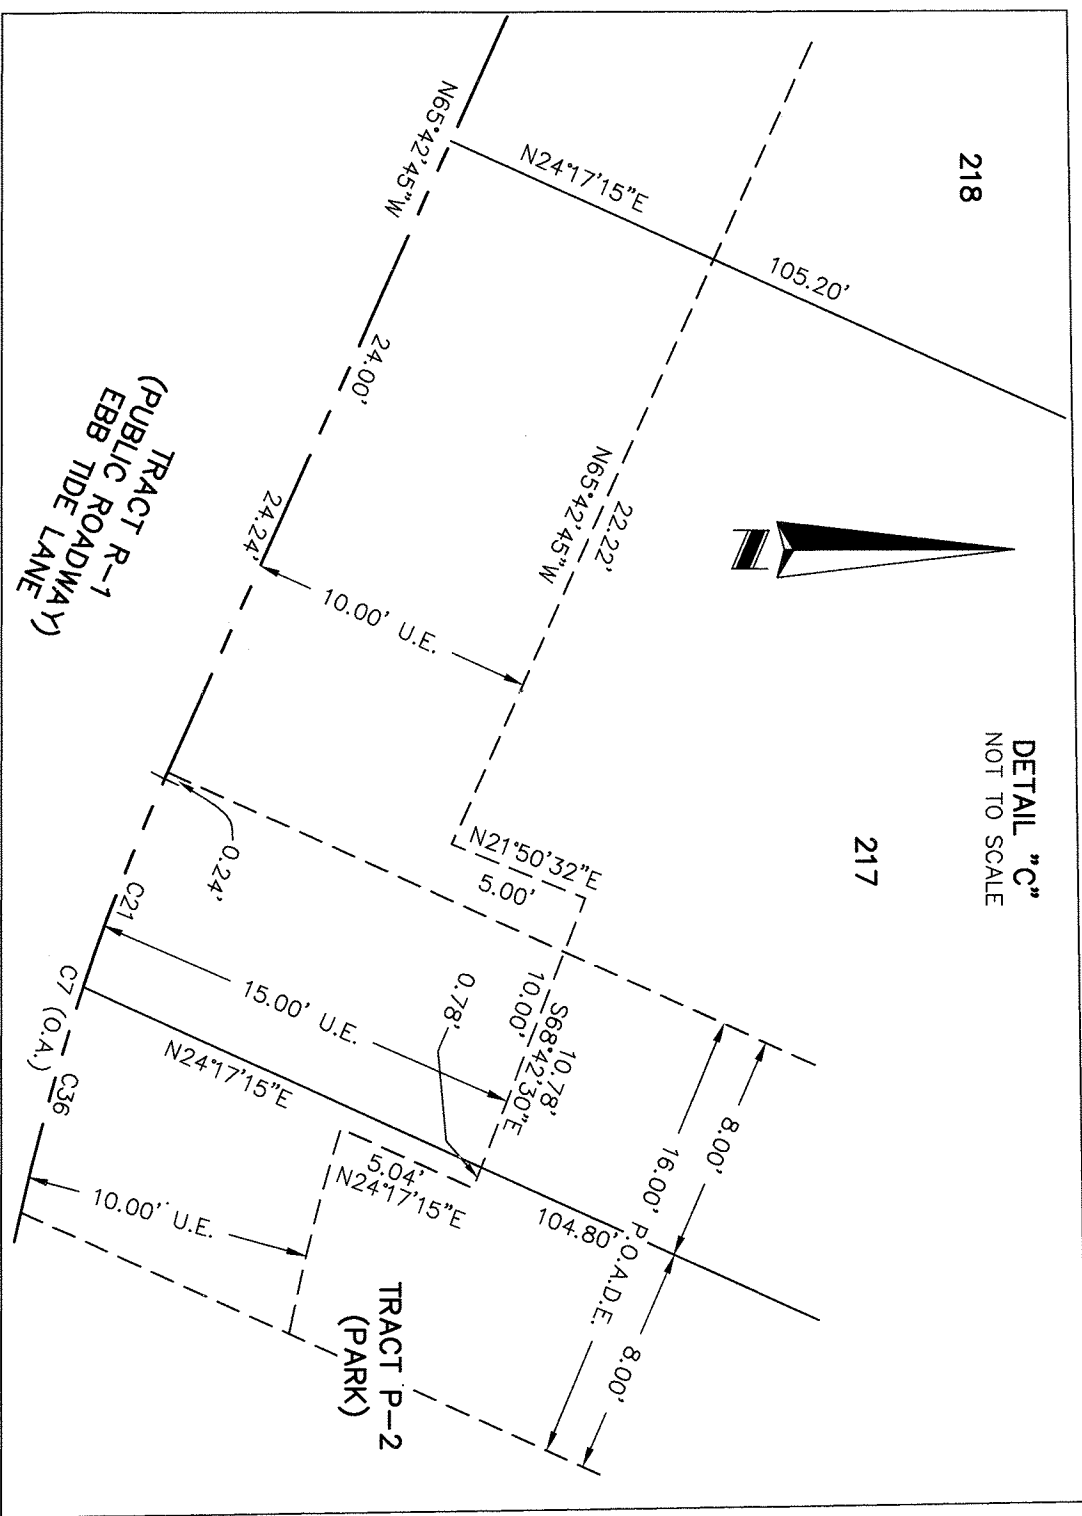 DETAIL "C"
NOT TO SCALE
218
217
N24°17'15"E
105.20'
N65°42'45"W
24.00'
24.24'
22.22'
N65°42'45"W
10.00' U.E.
TRACT R-1
(PUBLIC ROADWAY)
EBB TIDE LANE)
N21°50'32"E
5.00'
0.24'
C21
C7 (O.A.)
C36
15.00' U.E.
N24°17'15"E
0.78'
10.78'
S68°42'30"E
10.00'
8.00'
16.00' P.O.A.D.E.
8.00'
104.80'
5.04'
N24°17'15"E
10.00' U.E.
TRACT P-2
(PARK)